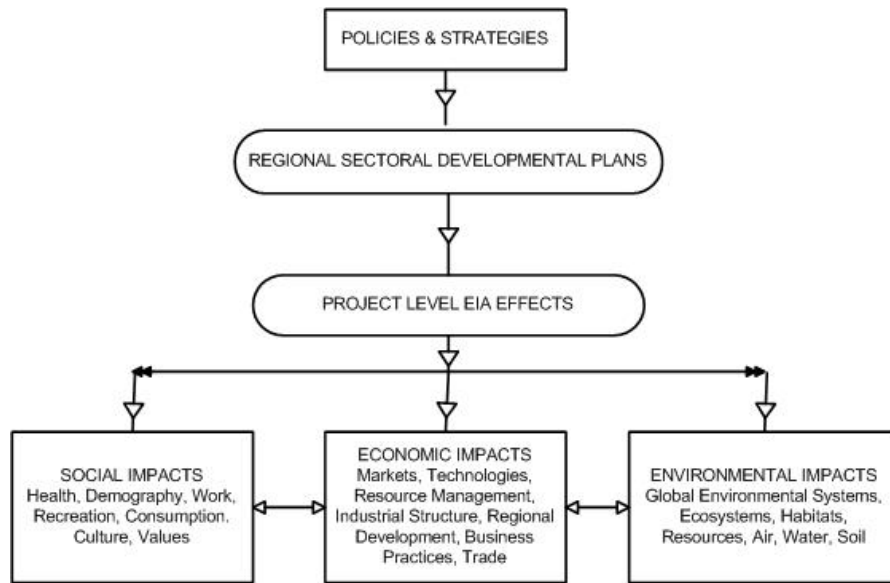 POLICIES & STRATEGIES
REGIONAL SECTORAL DEVELOPMENTAL PLANS
PROJECT LEVEL EIA EFFECTS
SOCIAL IMPACTS
Health, Demography, Work,
Recreation, Consumption.
Culture, Values
ECONOMIC IMPACTS
Markets, Technologies,
Resource Management,
Industrial Structure, Regional
Development, Business
Practices, Trade
ENVIRONMENTAL IMPACTS
Global Environmental Systems,
Ecosystems, Habitats,
Resources, Air, Water, Soil